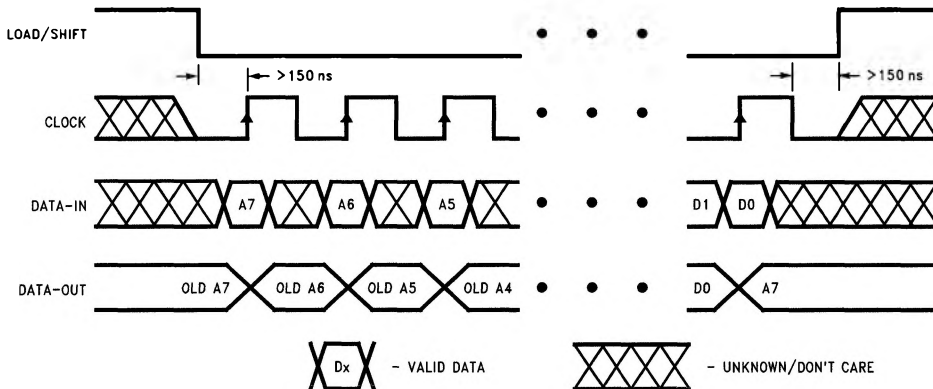 LOAD/SHIFT
>150 ns >150 ns
CLOCK
DATA-IN A7 A6 A5 D1 D0
DATA-OUT OLD A7 OLD A6 OLD A5 OLD A4 D0 A7
Dx - VALID DATA - UNKNOWN/DON'T CARE